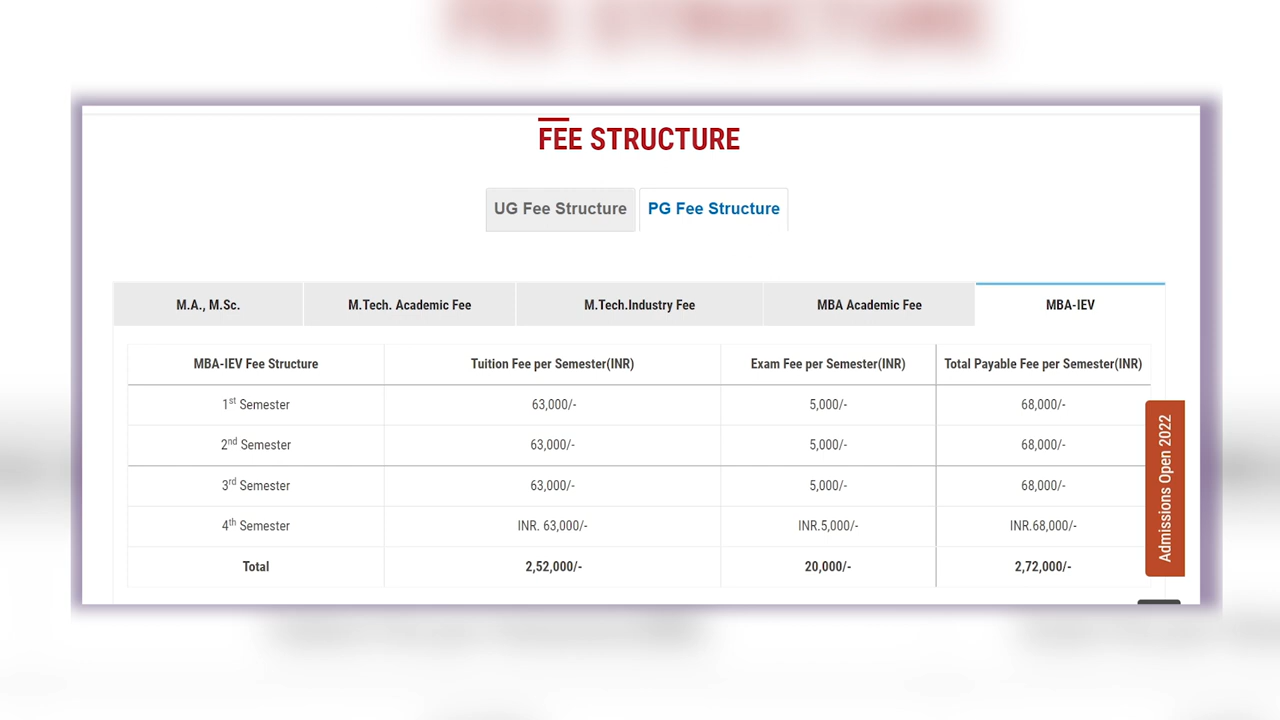 FEE STRUCTURE
UG Fee Structure PG Fee Structure
M.A., M.Sc. M.Tech. Academic Fee M.Tech.Industry Fee MBA Academic Fee MBA-IEV
MBA-IEV Fee Structure Tuition Fee per Semester(INR) Exam Fee per Semester(INR) Total Payable Fee per Semester(INR)
1st Semester 63,000/- 5,000/- 68,000/-
2nd Semester 63,000/- 5,000/- 68,000/-
3rd Semester 63,000/- 5,000/- 68,000/-
4th Semester INR. 63,000/- INR.5,000/- INR.68,000/-
Total 2,52,000/- 20,000/- 2,72,000/-
Admissions Open 2022